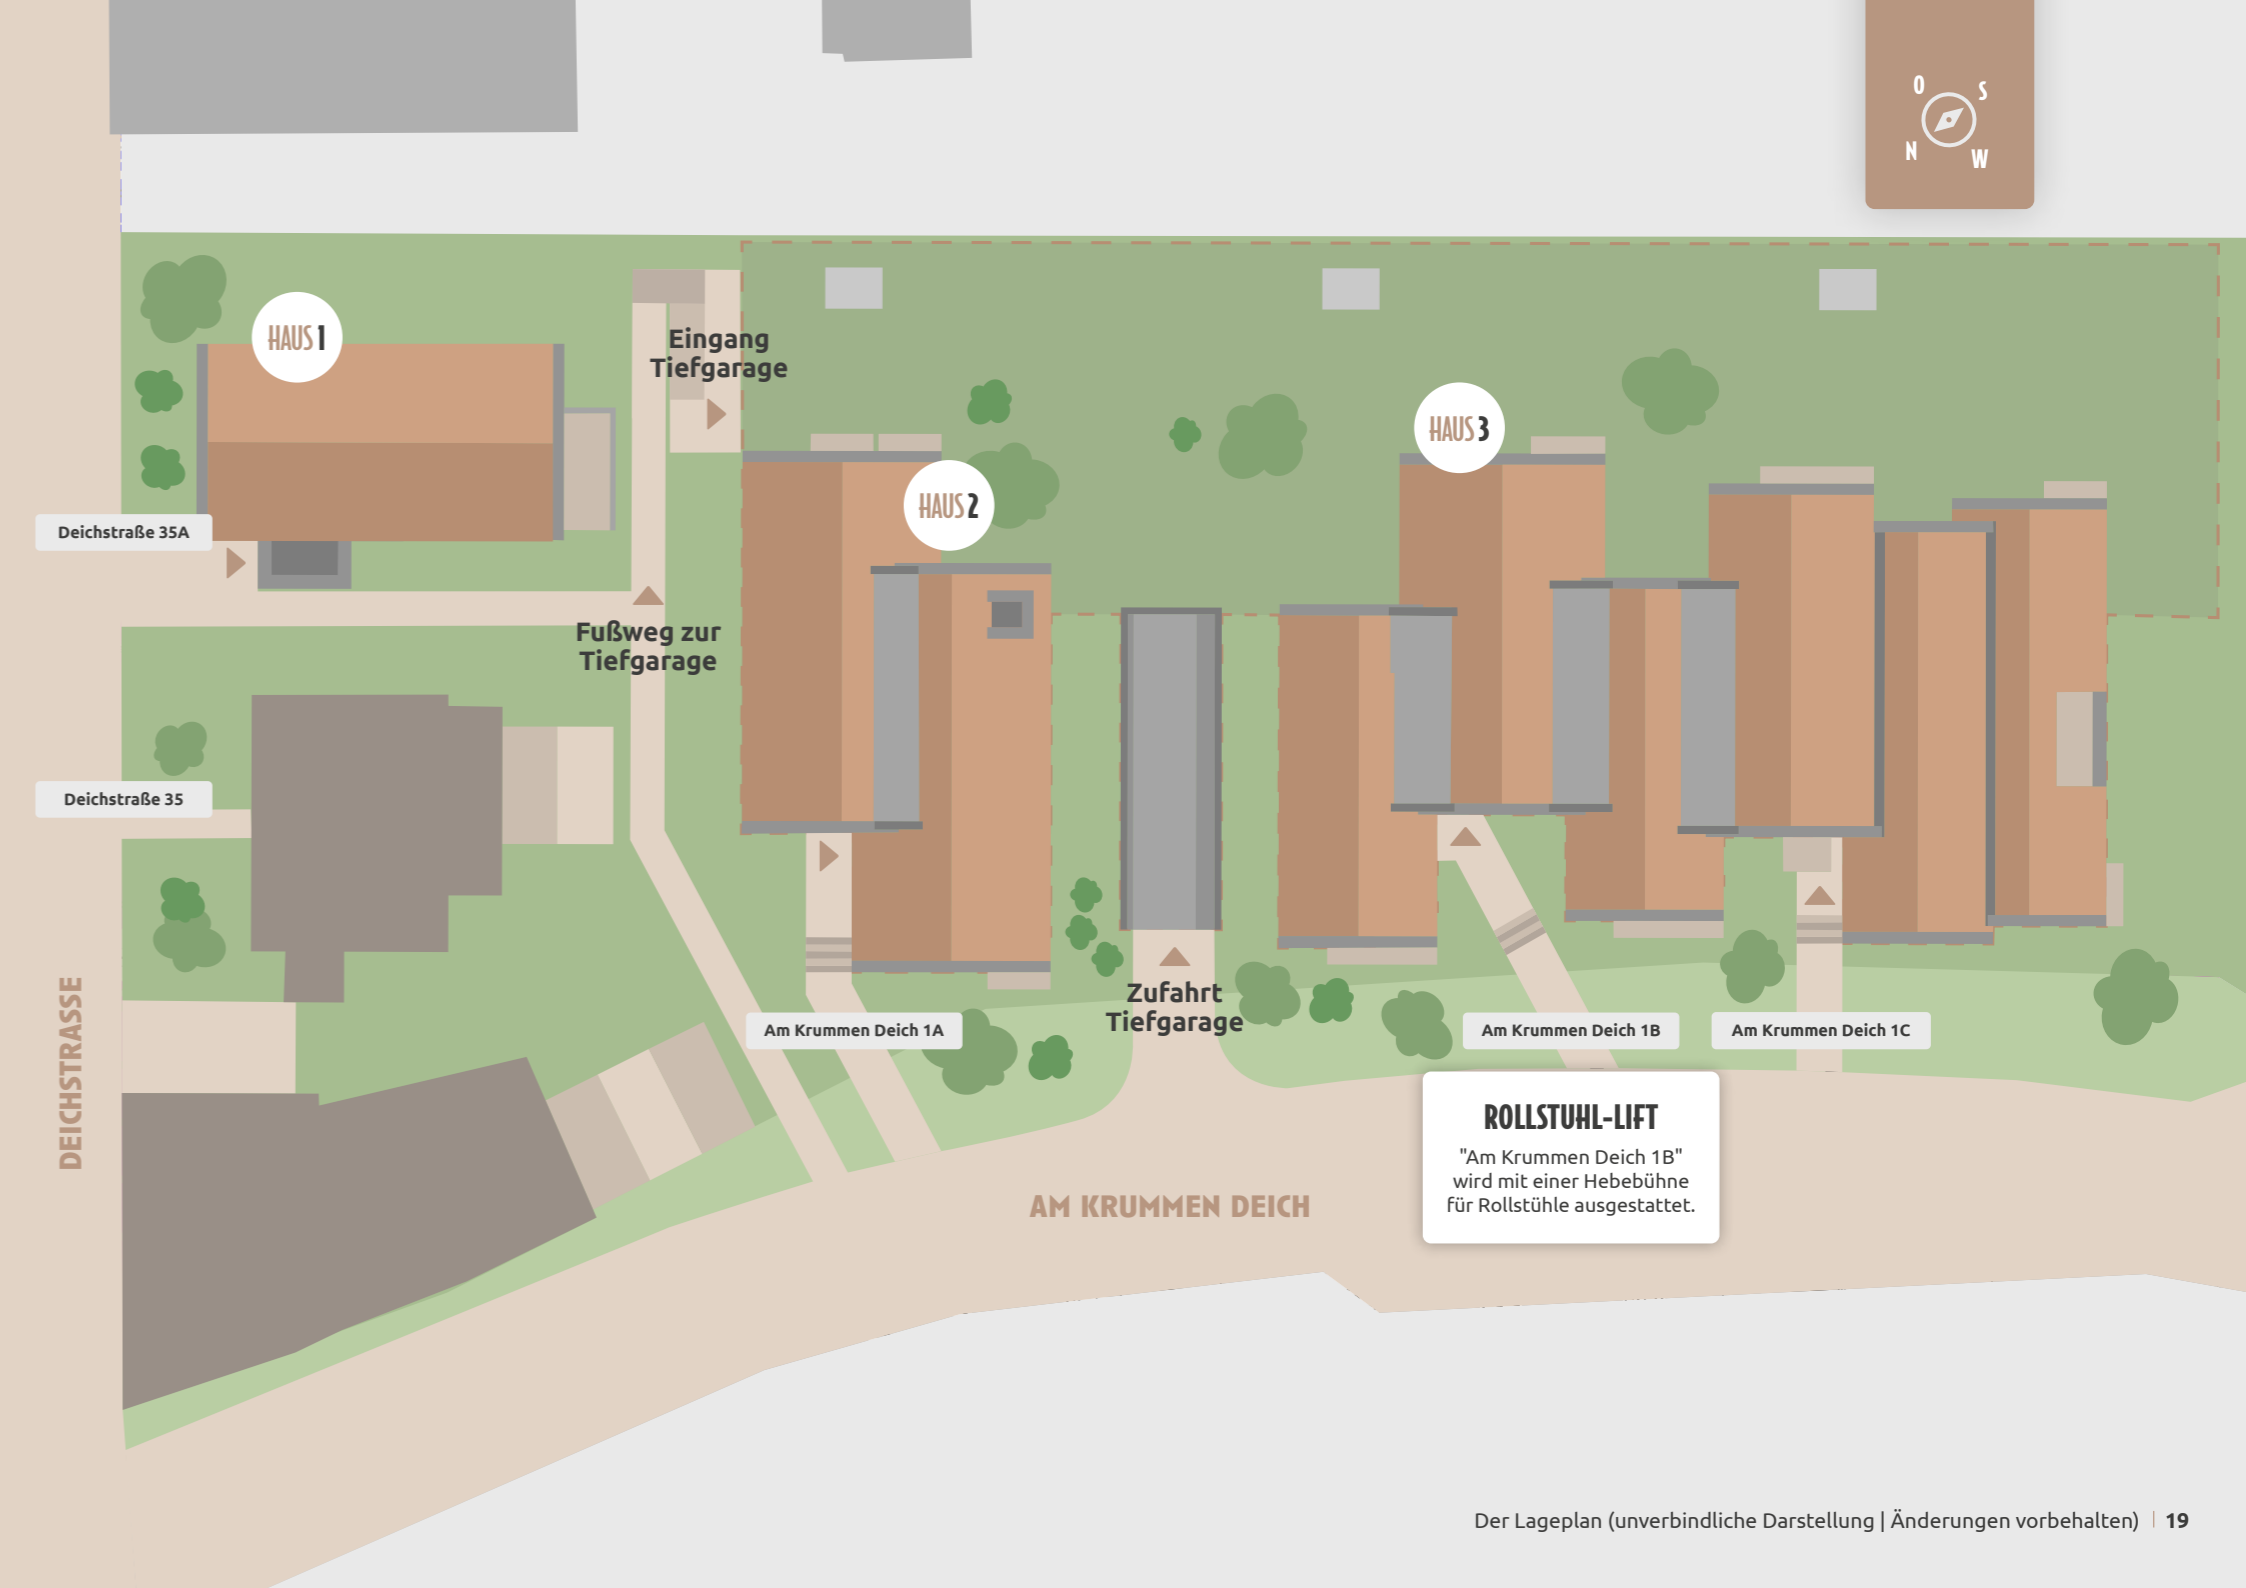 O
S
N
W
HAUS 1
Eingang
Tiefgarage
HAUS 3
HAUS 2
Deichstraße 35A
Fußweg zur
Tiefgarage
Deichstraße 35
DEICHSTRASSE
Zufahrt
Tiefgarage
Am Krummen Deich 1A
Am Krummen Deich 1B
Am Krummen Deich 1C
ROLLSTUHL-LIFT
"Am Krummen Deich 1B"
wird mit einer Hebebühne
für Rollstühle ausgestattet.
AM KRUMMEN DEICH
Der Lageplan (unverbindliche Darstellung | Änderungen vorbehalten) | 19